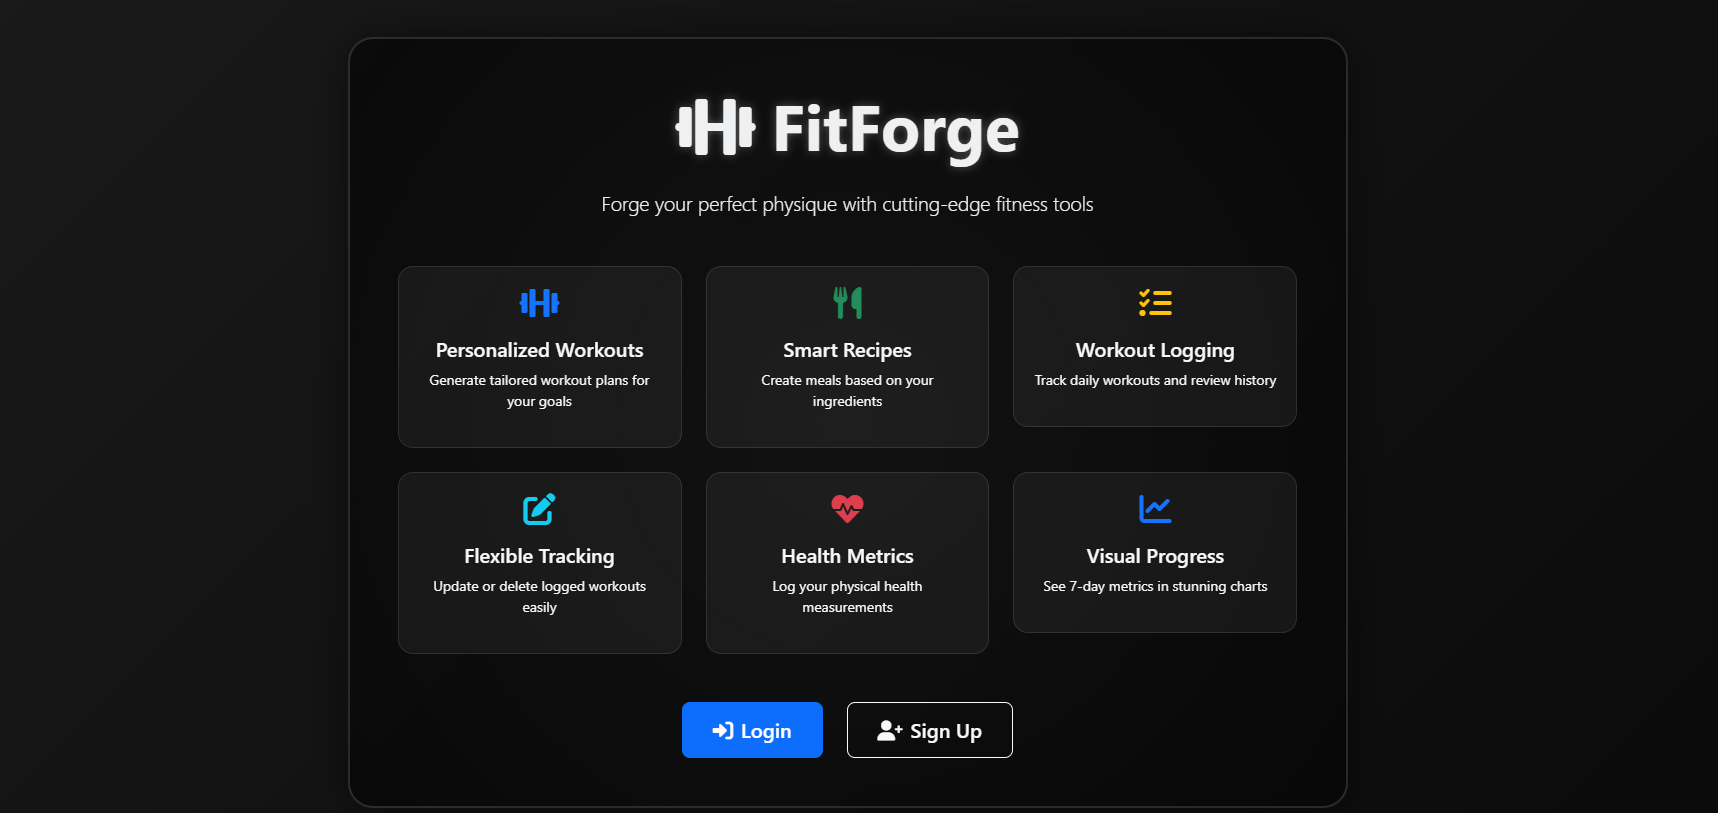 FitForge
Forge your perfect physique with cutting-edge fitness tools
Personalized Workouts
Generate tailored workout plans for
your goals
Smart Recipes
Create meals based on your
ingredients
Workout Logging
Track daily workouts and review history
Flexible Tracking
Update or delete logged workouts
easily
Health Metrics
Log your physical health
measurements
Visual Progress
See 7-day metrics in stunning charts
Login
Sign Up